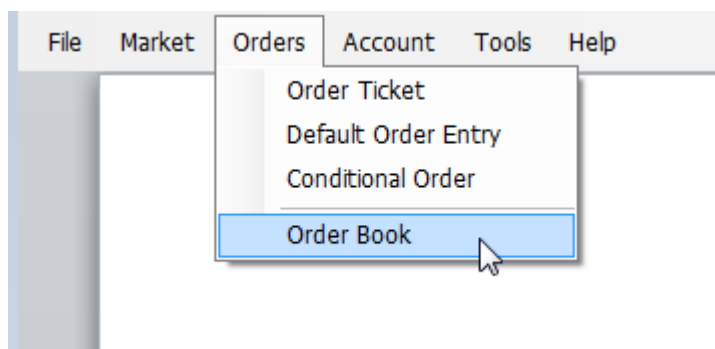 File Market Orders Account Tools Help
Order Ticket
Default Order Entry
Conditional Order
Order Book